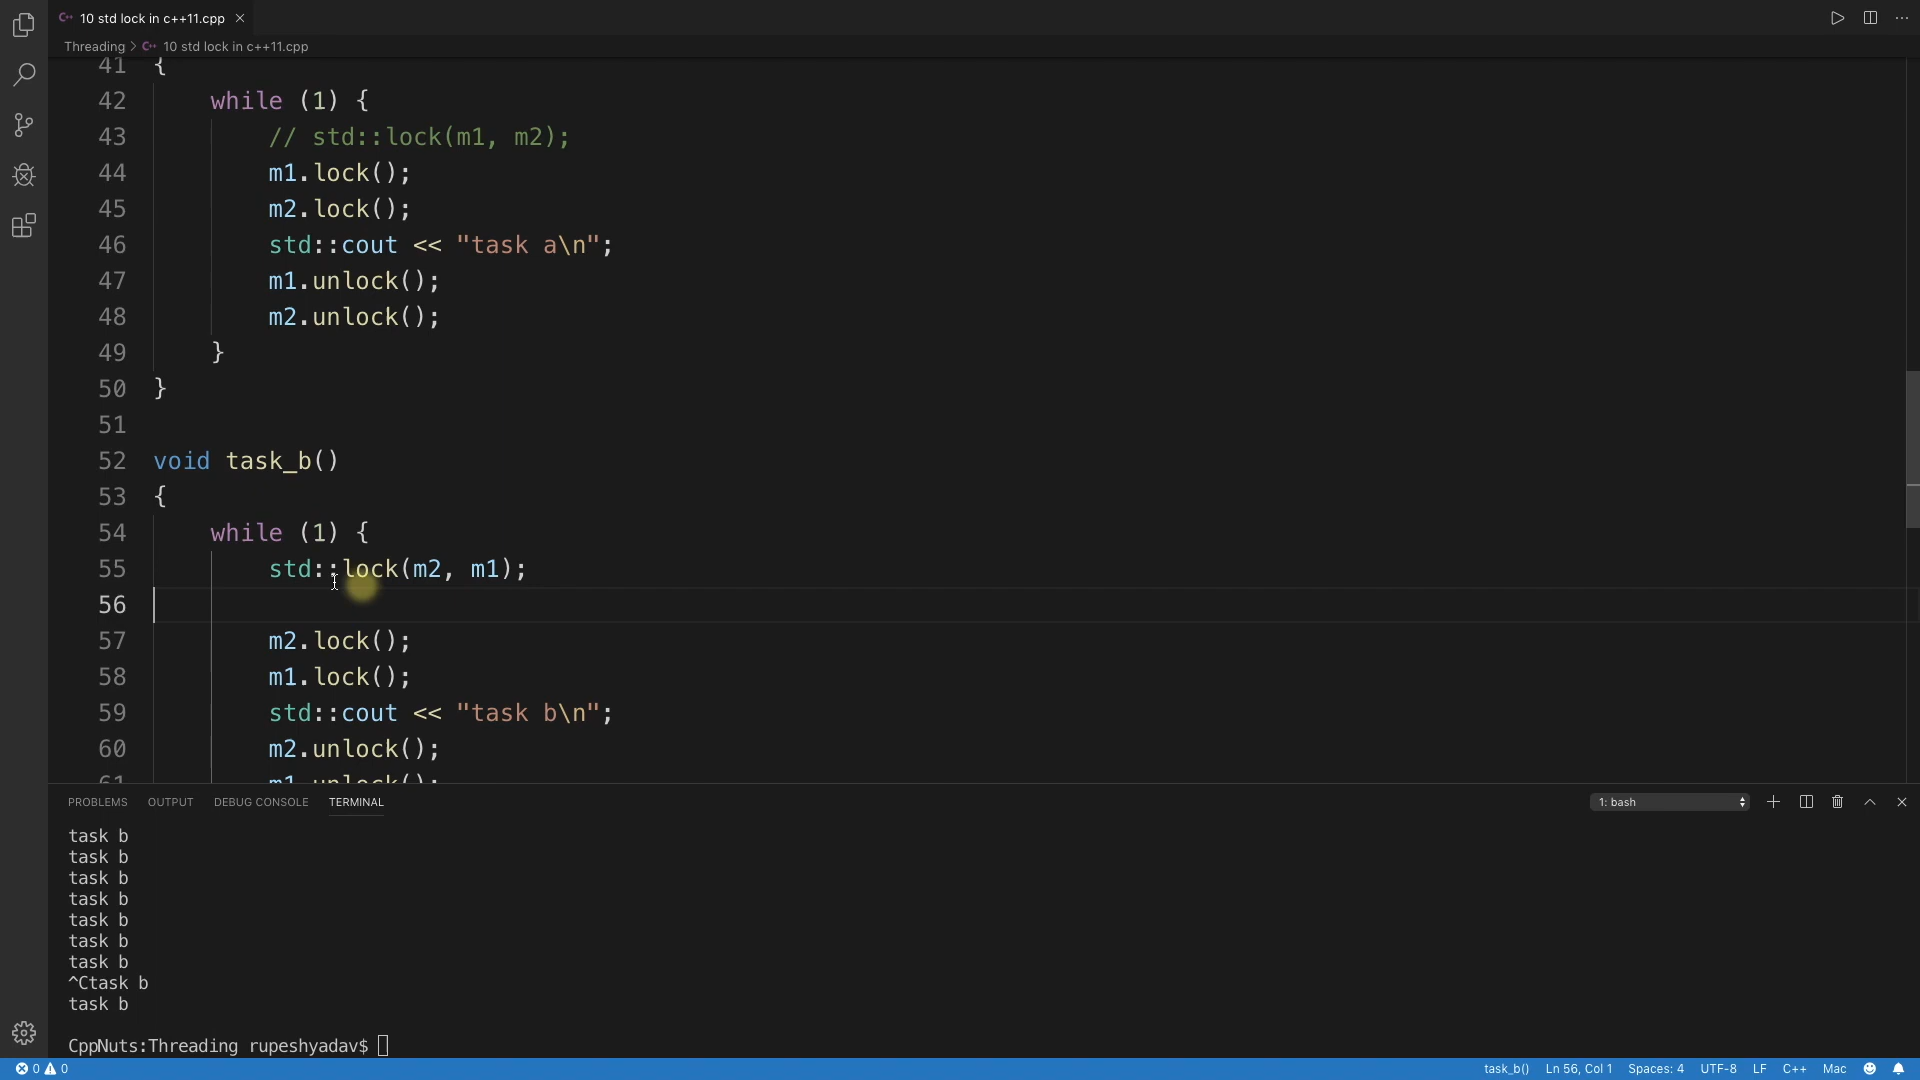 10 std lock in c++11.cpp
Threading > 10 std lock in c++11.cpp
41 {
42 while (1) {
43 // std::lock(m1, m2);
44 m1.lock();
45 m2.lock();
46 std::cout << "task a\n";
47 m1.unlock();
48 m2.unlock();
49 }
50 }
51
52 void task_b()
53 {
54 while (1) {
55 std::lock(m2, m1);
56
57 m2.lock();
58 m1.lock();
59 std::cout << "task b\n";
60 m2.unlock();
61 m1.unlock();
PROBLEMS OUTPUT DEBUG CONSOLE TERMINAL 1: bash
task b
task b
task b
task b
task b
task b
task b
^Ctask b
task b
CppNuts:Threading rupeshyadav$
0 0 task_b() Ln 56, Col 1 Spaces: 4 UTF-8 LF C++ Mac